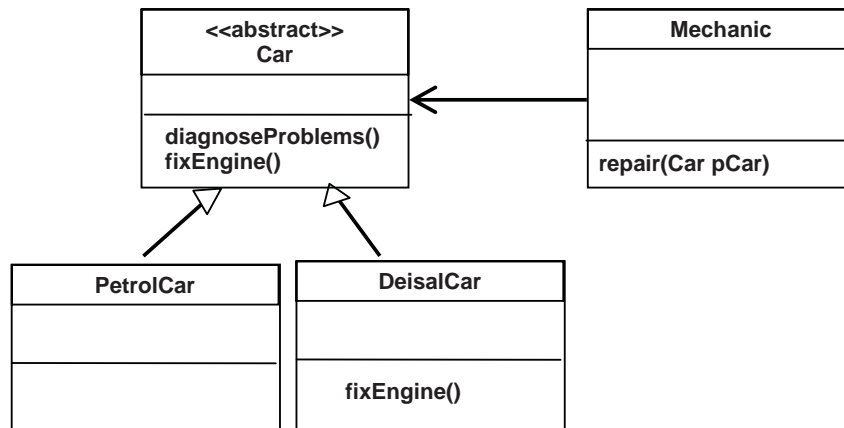 <<abstract>>
Car
diagnoseProblems()
fixEngine()
Mechanic
repair(Car pCar)
PetrolCar
DeisalCar
fixEngine()